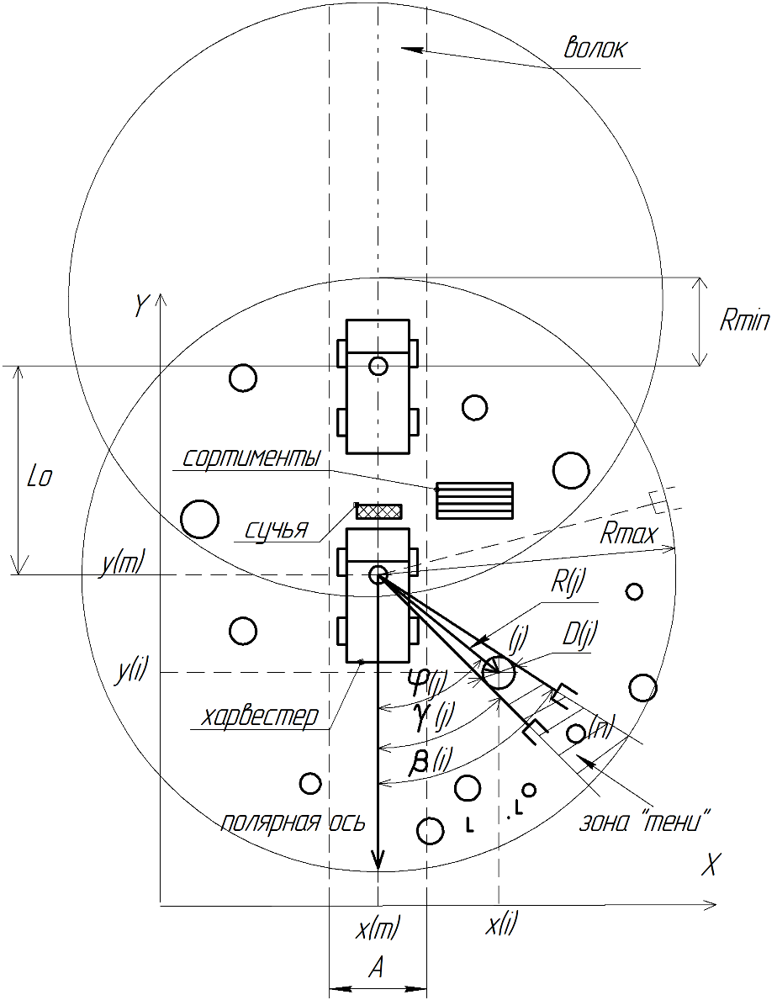 волок
Y
Rmin
сортименты
Lo
сучья
Rmax
y(m)
R(j)
(j)
D(j)
y(i)
φ(j)
харвестер
γ(j)
(n)
β(i)
полярная ось
L
.L
зона "тени"
X
x(m)
x(i)
A